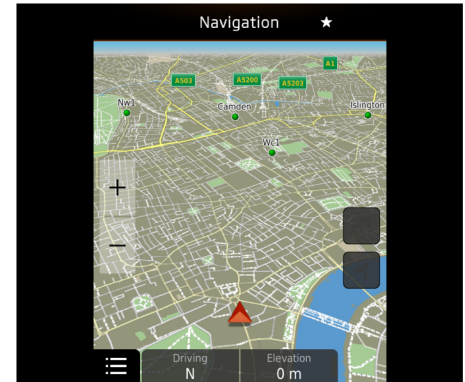 Navigation
A1
A503
A5200
A5203
Nw1
Camden
Islington
Wc1
+
−
Driving
Elevation
N
0 m